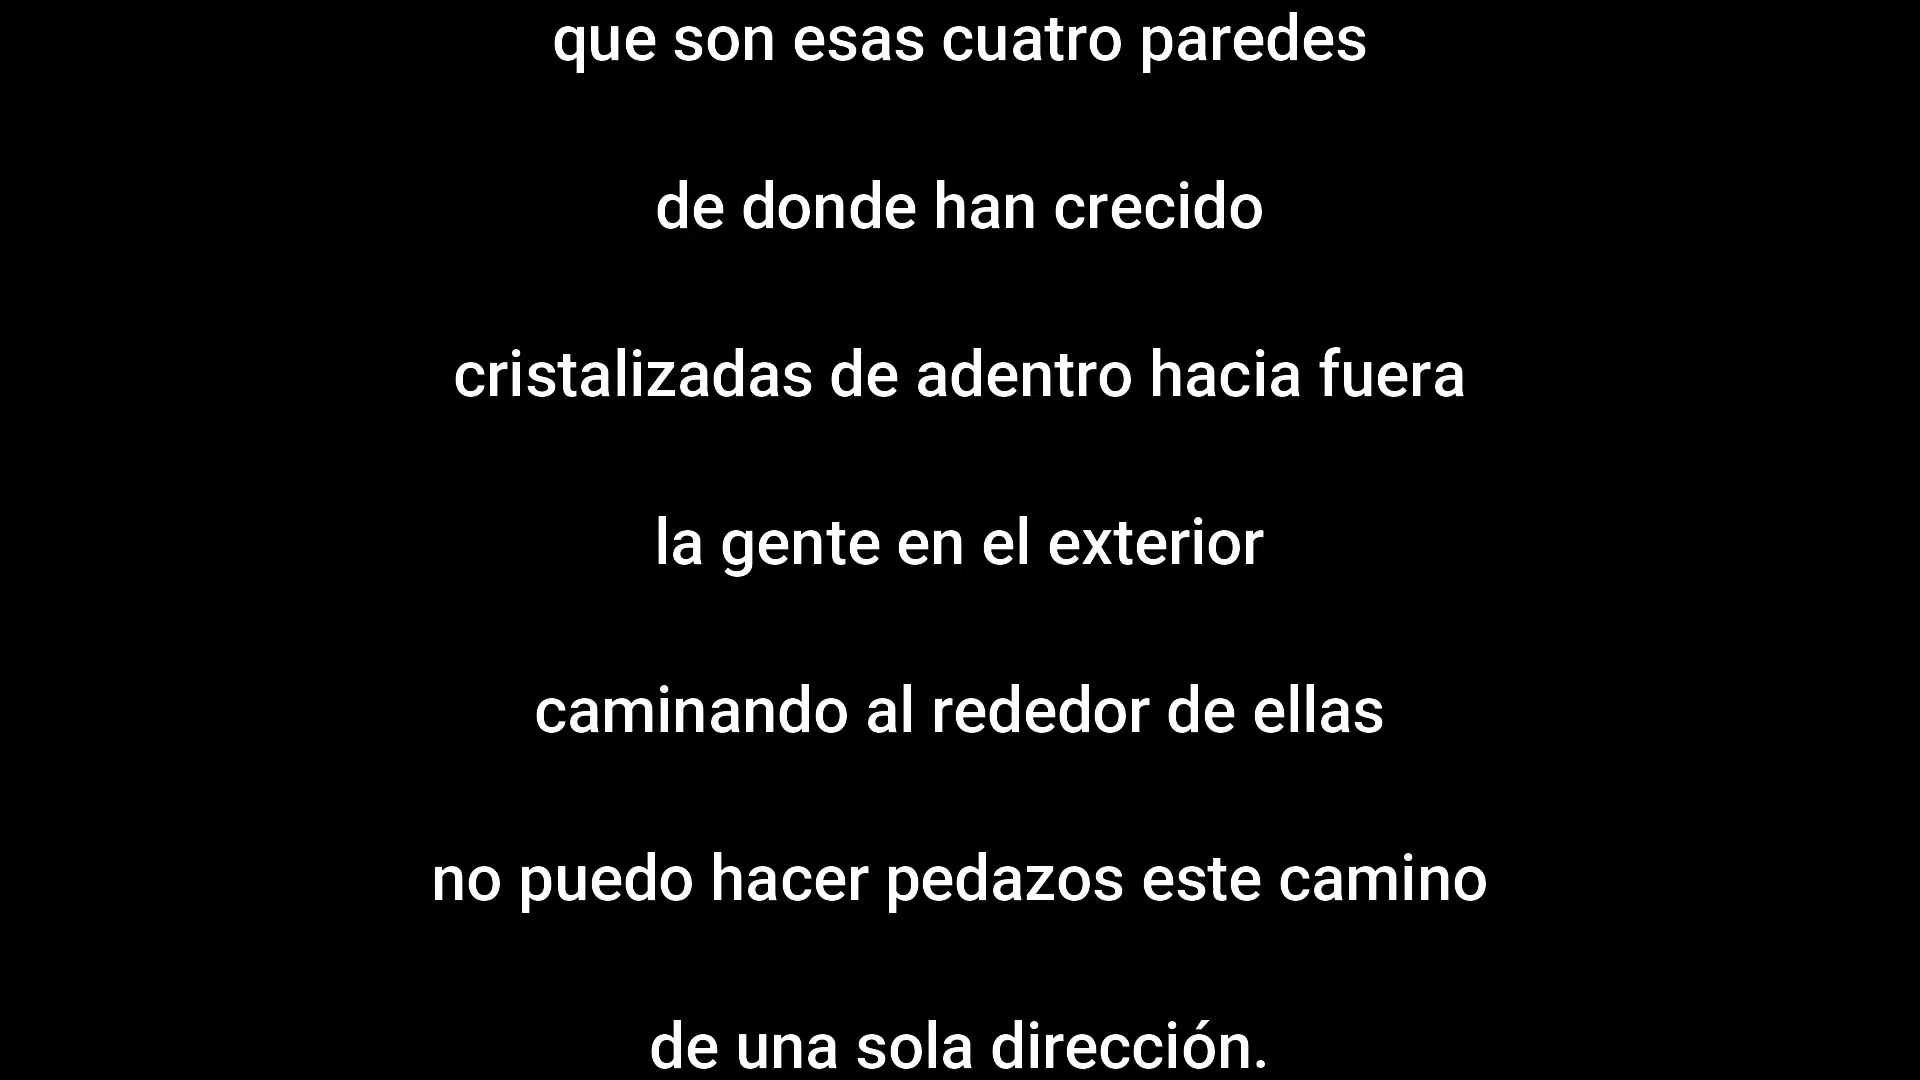 que son esas cuatro paredes
de donde han crecido
cristalizadas de adentro hacia fuera
la gente en el exterior
caminando al rededor de ellas
no puedo hacer pedazos este camino
de una sola dirección.